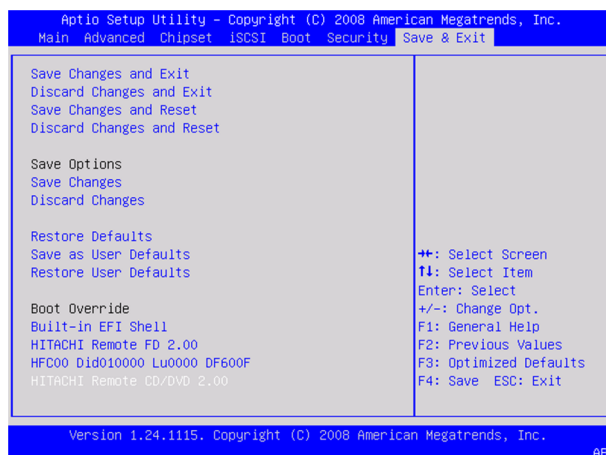 Aptio Setup Utility – Copyright (C) 2008 American Megatrends, Inc.
Main Advanced Chipset iSCSI Boot Security Save & Exit
Save Changes and Exit
Discard Changes and Exit
Save Changes and Reset
Discard Changes and Reset
Save Options
Save Changes
Discard Changes
Restore Defaults
Save as User Defaults
Restore User Defaults
Boot Override
Built-in EFI Shell
HITACHI Remote FD 2.00
HFC00 Did010000 Lu0000 DF600F
HITACHI Remote CD/DVD 2.00
→←: Select Screen
↑↓: Select Item
Enter: Select
+/-: Change Opt.
F1: General Help
F2: Previous Values
F3: Optimized Defaults
F4: Save ESC: Exit
Version 1.24.1115. Copyright (C) 2008 American Megatrends, Inc.